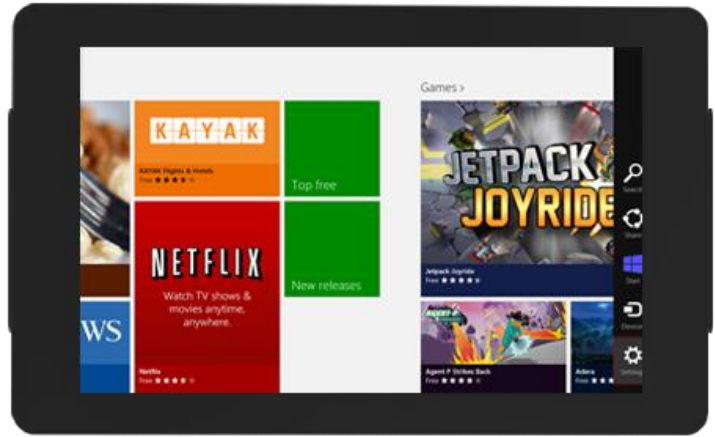 Games >
KAYAK
KAYAK Flights & Hotels
Free
Top free
NETFLIX
Watch TV shows &
movies anytime,
anywhere.
Netflix
Free
New releases
WS
JETPACK
JOYRIDE
Jetpack Joyride
Free
AGENT P
Agent P Strikes Back
Free
Adera
Free
Search
Share
Start
Devices
Settings